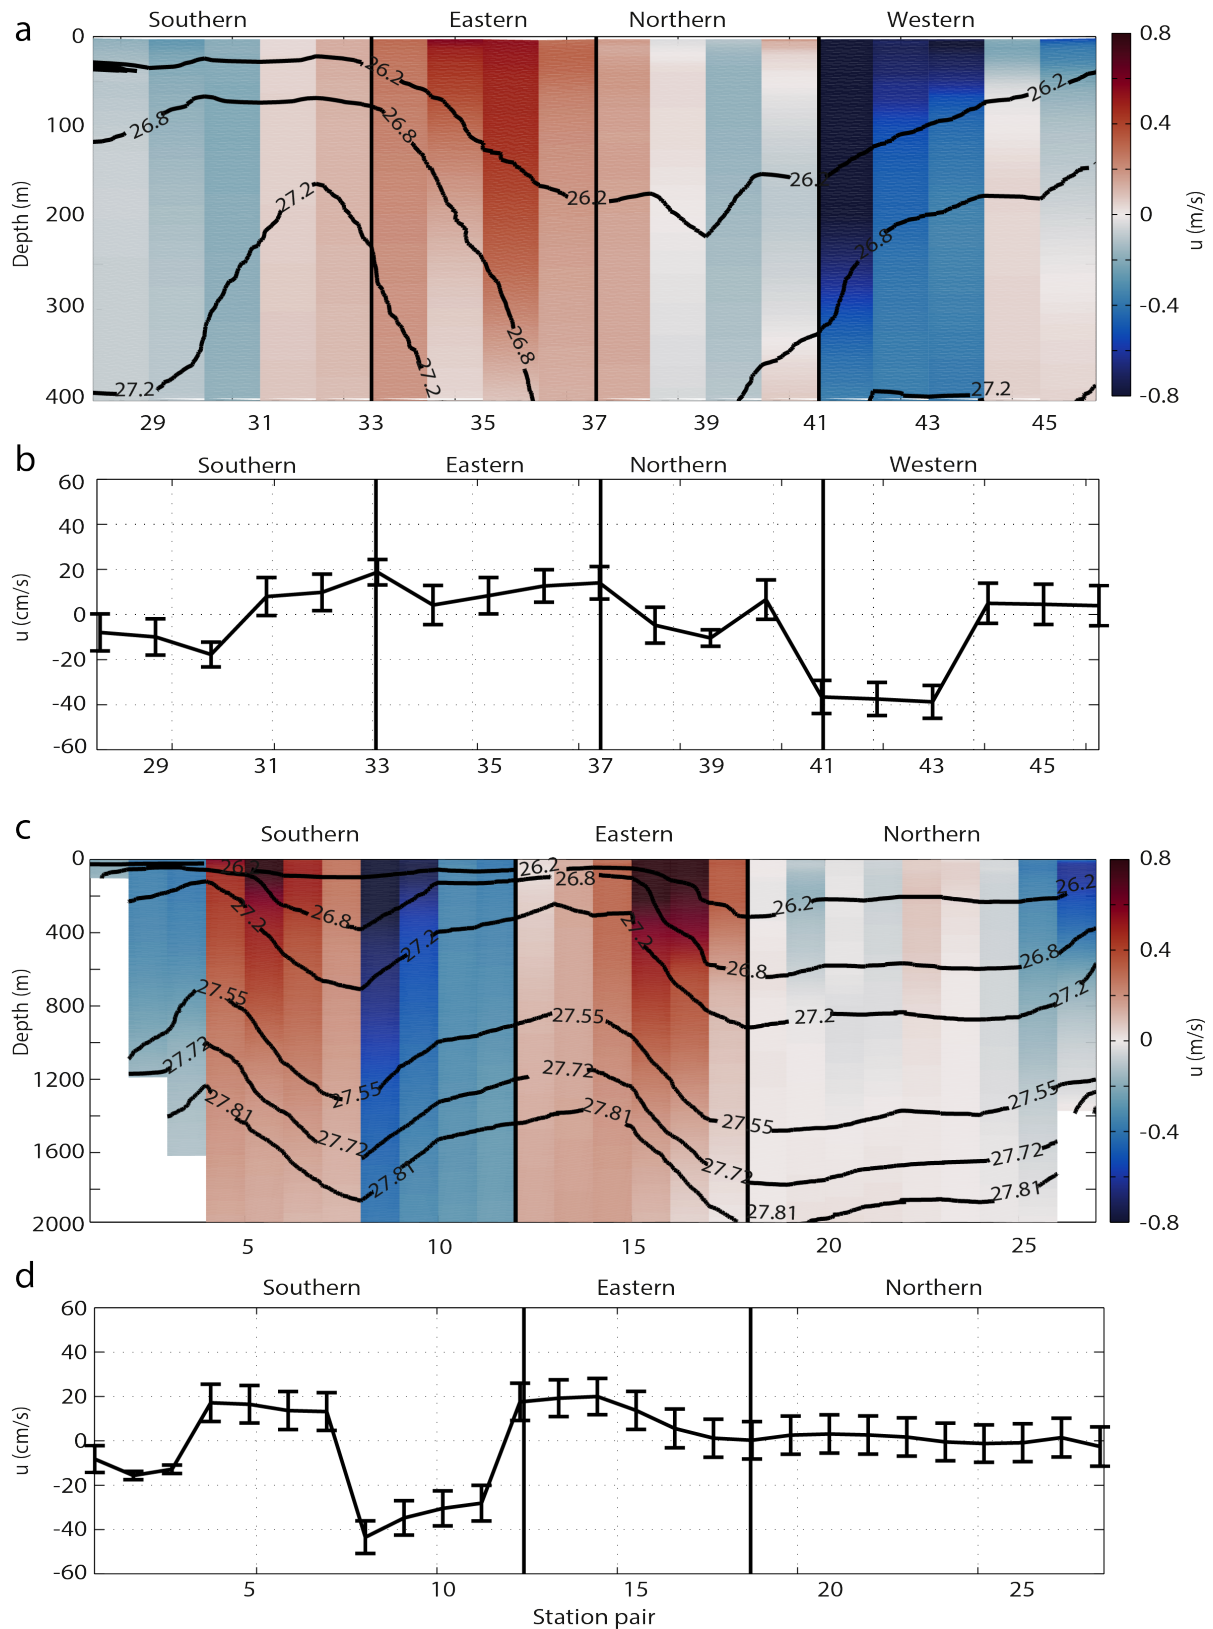 a
Southern Eastern Northern Western
0
100
200
300
400
Depth (m)
26.2 26.2 26. 26.2
26.8 26.8 26.8 26.8
27.2 27.2 27.2 27.2
29 31 33 35 37 39 41 43 45
0.8
0.4
0
-0.4
-0.8
u (m/s)
b
Southern Eastern Northern Western
60
40
20
0
-20
-40
-60
u (cm/s)
29 31 33 35 37 39 41 43 45
c
Southern Eastern Northern
0
400
800
1200
1600
2000
Depth (m)
26.2 26.2 26.2 26.2
26.8 26.8 26.8 26.8
27.2 27.2 27.2 27.2 27.2
27.55 27.55 27.55 27.55 27.55
27.72 27.72 27.72 27.72 27.72
27.81 27.81 27.81 27.81 27.81
5 10 15 20 25
0.8
0.4
0
-0.4
-0.8
u (m/s)
d
Southern Eastern Northern
60
40
20
0
-20
-40
-60
u (cm/s)
5 10 15 20 25
Station pair